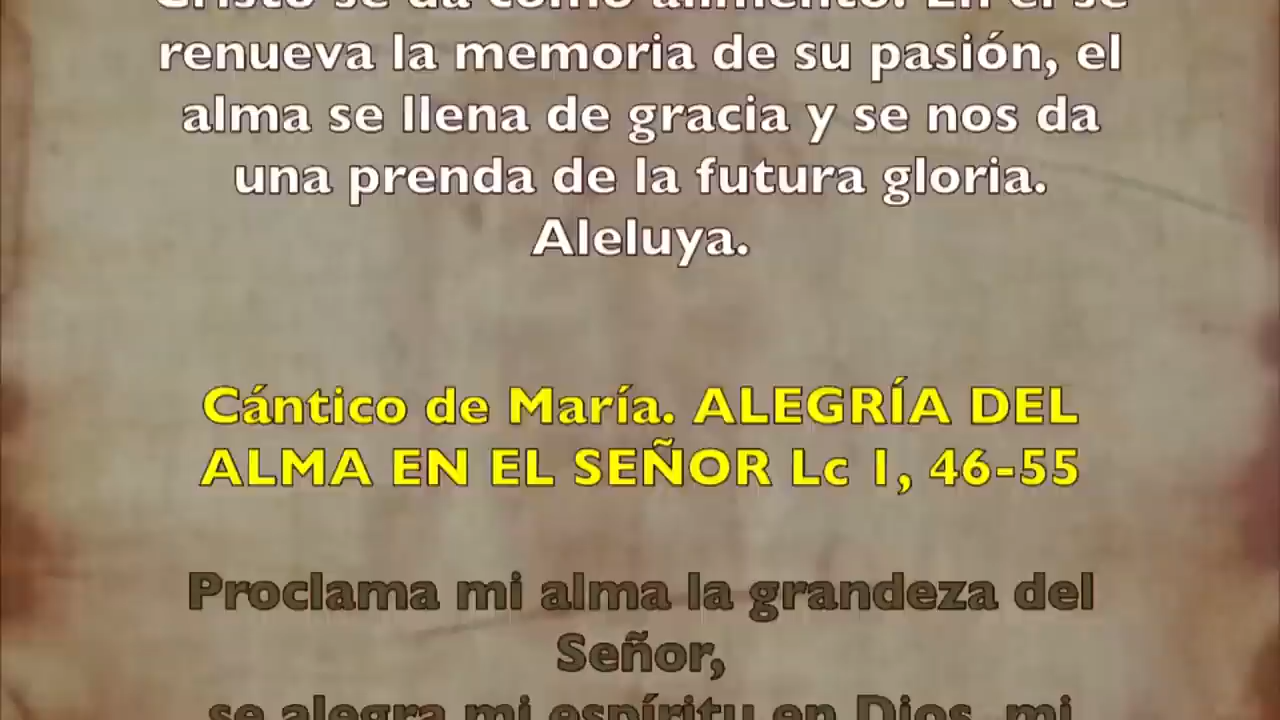 Cristo se da como alimento. En él se
renueva la memoria de su pasión, el
alma se llena de gracia y se nos da
una prenda de la futura gloria.
Aleluya.
Cántico de María. ALEGRÍA DEL
ALMA EN EL SEÑOR Lc 1, 46-55
Proclama mi alma la grandeza del
Señor,
se alegra mi espíritu en Dios, mi